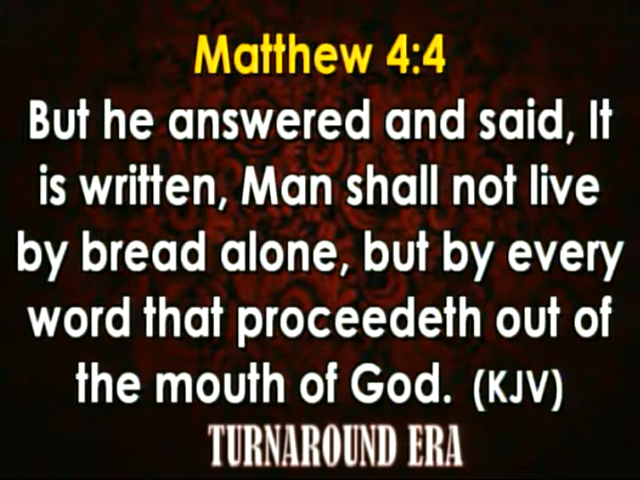 Matthew 4:4
But he answered and said, It
is written, Man shall not live
by bread alone, but by every
word that proceedeth out of
the mouth of God. (KJV)
TURNAROUND ERA